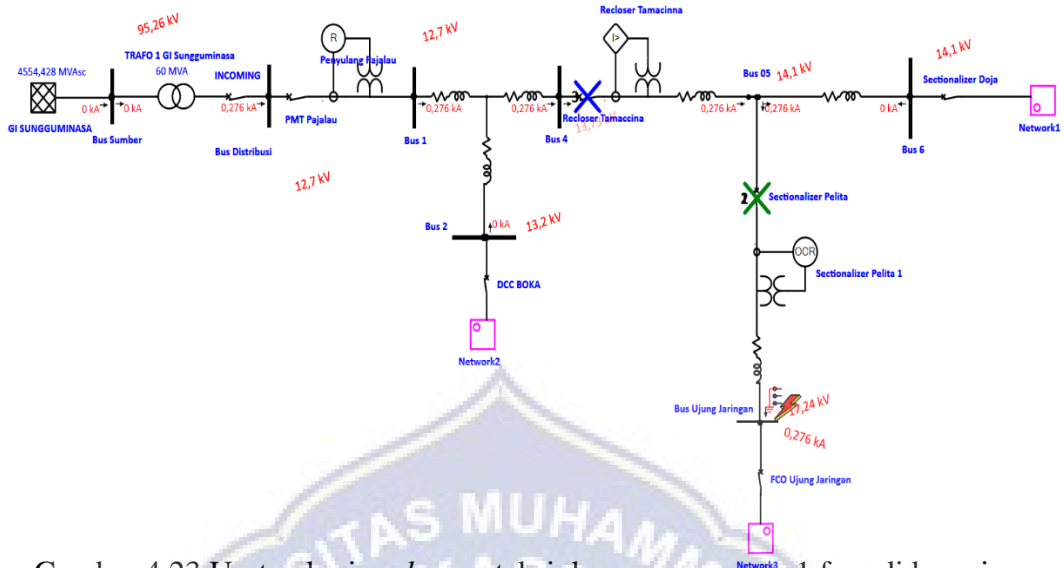 95,26 kV
4554,428 MVAsc
GI SUNGGUMINASA
0 kA
0 kA
Bus Sumber
TRAFO 1 GI Sungguminasa
60 MVA
INCOMING
0,276 kA
Bus Distribusi
12,7 kV
PMT Pajalau
R
Penyulang Pajalau
12,7 kV
Bus 1
0,276 kA
0,276 kA
Bus 4
Recloser Tamaccina
Recloser Tamacinna
I>
Bus 05
14,1 kV
0,276 kA
0,276 kA
14,1 kV
0 kA
Bus 6
Sectionalizer Doja
Network1
Bus 2
0 kA
13,2 kV
DCC BOKA
Network2
2
Sectionalizer Pelita
OCR
Sectionalizer Pelita 1
Bus Ujung Jaringan
17,24 kV
0,276 kA
FCO Ujung Jaringan
Network3